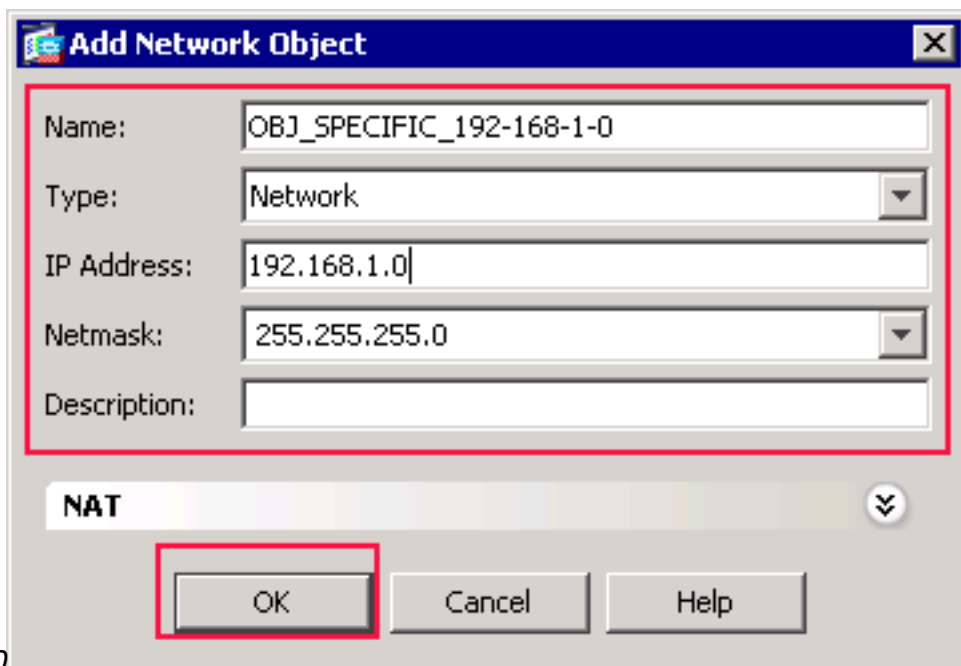 Add Network Object
Name: OBJ_SPECIFIC_192-168-1-0
Type: Network
IP Address: 192.168.1.0
Netmask: 255.255.255.0
Description:
NAT
OK Cancel Help